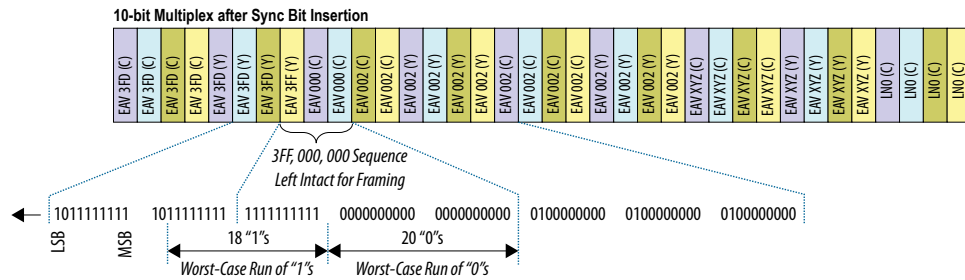 10-bit Multiplex after Sync Bit Insertion
EAV 3FD (C)
EAV 3FD (C)
EAV 3FD (C)
EAV 3FD (C)
EAV 3FD (Y)
EAV 3FD (Y)
EAV 3FD (Y)
EAV 3FF (Y)
EAV 000 (C)
EAV 000 (C)
EAV 002 (C)
EAV 002 (C)
EAV 002 (Y)
EAV 002 (Y)
EAV 002 (Y)
EAV 002 (Y)
EAV 002 (C)
EAV 002 (C)
EAV 002 (C)
EAV 002 (C)
EAV 002 (Y)
EAV 002 (Y)
EAV 002 (Y)
EAV 002 (Y)
EAV XYZ (C)
EAV XYZ (C)
EAV XYZ (C)
EAV XYZ (C)
EAV XYZ (Y)
EAV XYZ (Y)
EAV XYZ (Y)
EAV XYZ (Y)
LN0 (C)
LN0 (C)
LN0 (C)
LN0 (C)
3FF, 000, 000 Sequence
Left Intact for Framing
1011111111 1011111111 1111111111 0000000000 0000000000 0100000000 0100000000 0100000000
LSB
MSB
18 “1”s
20 “0”s
Worst-Case Run of “1”s
Worst-Case Run of “0”s